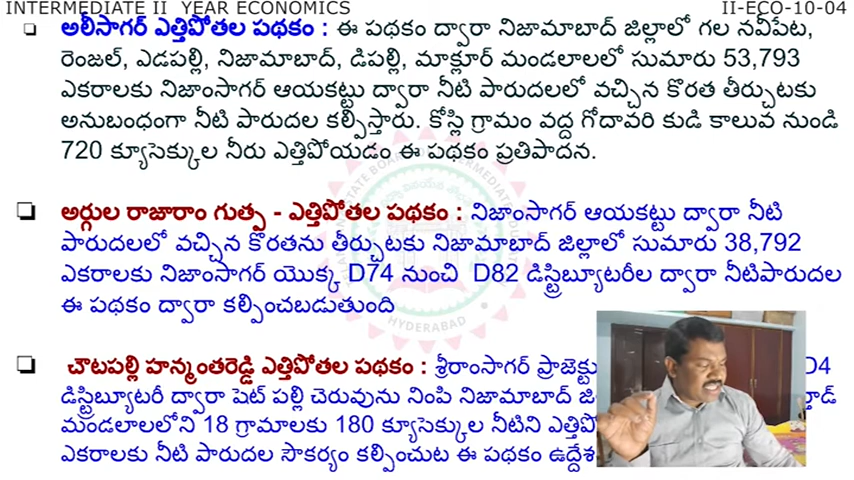 INTERMEDIATE II YEAR ECONOMICS II-ECO-10-04
అలీసాగర్ ఎత్తిపోతల పథకం : ఈ పథకం ద్వారా నిజామాబాద్ జిల్లాలో గల నవీపేట,
రెంజల్, ఎడపల్లి, నిజామాబాద్, డిపల్లి, మాక్లూర్ మండలాలలో సుమారు 53,793
ఎకరాలకు నిజాంసాగర్ ఆయకట్టు ద్వారా నీటి పారుదలలో వచ్చిన కొరత తీర్చుటకు
అనుబంధంగా నీటి పారుదల కల్పిస్తారు. కోస్లి గ్రామం వద్ద గోదావరి కుడి కాలువ నుండి
720 క్యూసెక్కుల నీరు ఎత్తిపోయడం ఈ పథకం ప్రతిపాదన.
అర్గుల రాజారాం గుత్ప - ఎత్తిపోతల పథకం : నిజాంసాగర్ ఆయకట్టు ద్వారా నీటి
పారుదలలో వచ్చిన కొరతను తీర్చుటకు నిజామాబాద్ జిల్లాలో సుమారు 38,792
ఎకరాలకు నిజాంసాగర్ యొక్క D74 నుంచి D82 డిస్ట్రిబ్యూటరీల ద్వారా నీటిపారుదల
ఈ పథకం ద్వారా కల్పించబడుతుంది
HYDERABAD
చౌటపల్లి హన్మంతరెడ్డి ఎత్తిపోతల పథకం : శ్రీరాంసాగర్ ప్రాజెక్టు D4
డిస్ట్రిబ్యూటరీ ద్వారా షెట్ పల్లి చెరువును నింపి నిజామాబాద్
మండలాలలోని 18 గ్రామాలకు 180 క్యూసెక్కుల నీటిని
ఎకరాలకు నీటి పారుదల సౌకర్యం కల్పించుట ఈ పథకం